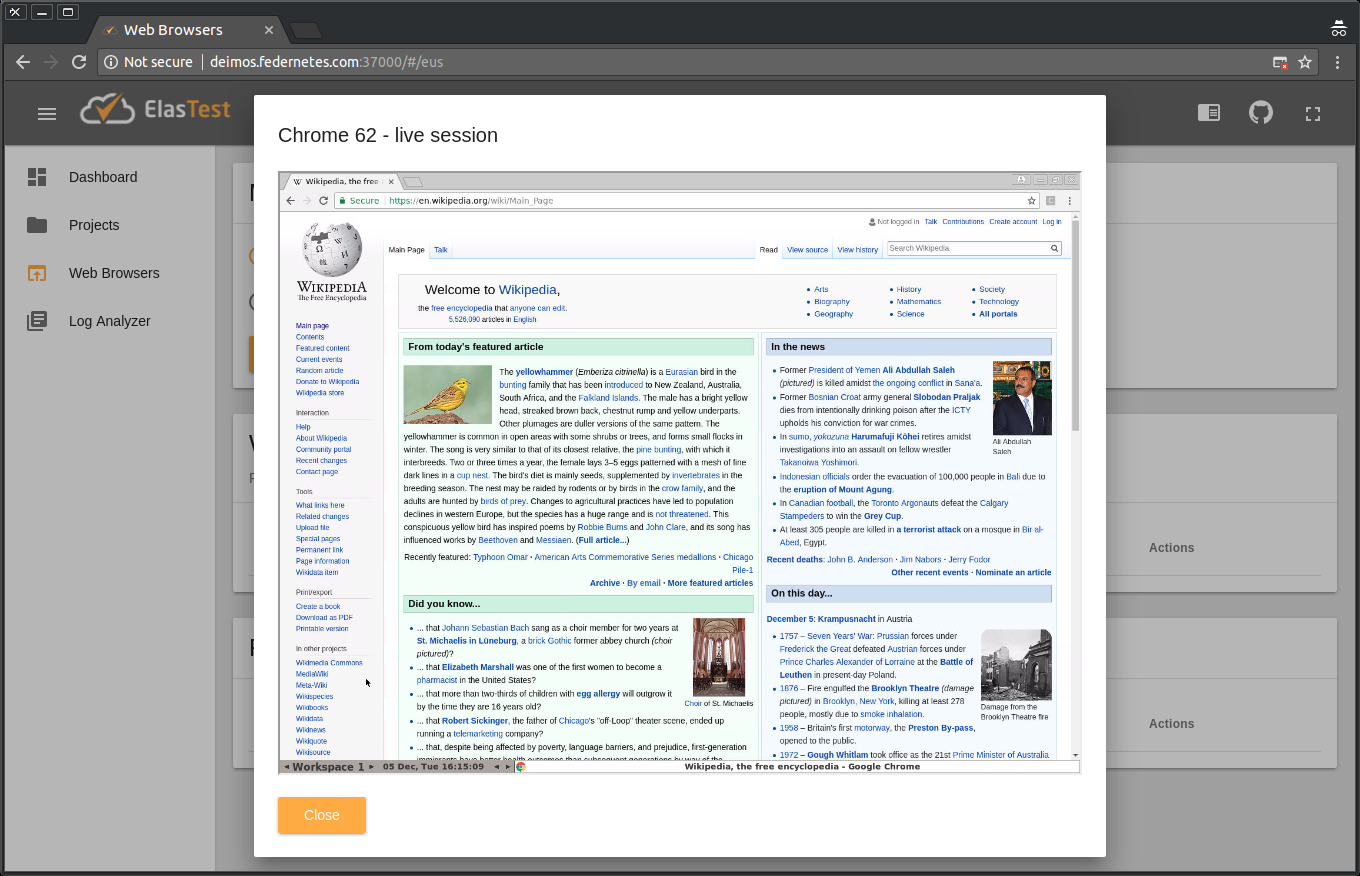 Web Browsers
Not secure | deimos.federnetes.com:37000/#/eus
ElasTest
Dashboard
Projects
Web Browsers
Log Analyzer
Actions
Actions
Chrome 62 - live session
Wikipedia, the free
Secure | https://en.wikipedia.org/wiki/Main_Page
Not logged in Talk Contributions Create account Log in
Main Page Talk
Read View source View history Search Wikipedia
WIKIPEDIA
The Free Encyclopedia
Main page
Contents
Featured content
Current events
Random article
Donate to Wikipedia
Wikipedia store
Interaction
Help
About Wikipedia
Community portal
Recent changes
Contact page
Tools
What links here
Related changes
Upload file
Special pages
Permanent link
Page information
Wikidata item
Print/export
Create a book
Download as PDF
Printable version
In other projects
Wikimedia Commons
MediaWiki
Meta-Wiki
Wikispecies
Wikibooks
Wikidata
Wikinews
Wikiquote
Wikisource
Welcome to Wikipedia,
the free encyclopedia that anyone can edit.
5,526,090 articles in English
Arts
Biography
Geography
History
Mathematics
Science
Society
Technology
All portals
From today's featured article
The yellowhammer (Emberiza citrinella) is a Eurasian bird in the
bunting family that has been introduced to New Zealand, Australia,
South Africa, and the Falkland Islands. The male has a bright yellow
head, streaked brown back, chestnut rump and yellow underparts.
Other plumages are duller versions of the same pattern. The
yellowhammer is common in open areas with some shrubs or trees, and forms small flocks in
winter. The song is very similar to that of its closest relative, the pine bunting, with which it
interbreeds. Two or three times a year, the female lays 3–5 eggs patterned with a mesh of fine
dark lines in a cup nest. The bird's diet is mainly seeds, supplemented by invertebrates in the
breeding season. The nest may be raided by rodents or by birds in the crow family, and the
adults are hunted by birds of prey. Changes to agricultural practices have led to population
declines in western Europe, but the species has a huge range and is not threatened. This
conspicuous yellow bird has inspired poems by Robbie Burns and John Clare, and its song has
influenced works by Beethoven and Messiaen. (Full article...)
Recently featured: Typhoon Omar · American Arts Commemorative Series medallions · Chicago
Pile-1
Archive · By email · More featured articles
Did you know...
... that Johann Sebastian Bach sang as a choir member for two years at
St. Michaelis in Lüneburg, a brick Gothic former abbey church (choir
pictured)?
... that Elizabeth Marshall was one of the first women to become a
pharmacist in the United States?
... that more than two-thirds of children with egg allergy will outgrow it
by the time they are 16 years old?
... that Robert Sickinger, the father of Chicago's "off-Loop" theater scene, ended up
running a telemarketing company?
... that, despite being affected by poverty, language barriers, and prejudice, first-generation
Choir of St. Michaelis
In the news
Former President of Yemen Ali Abdullah Saleh
(pictured) is killed amidst the ongoing conflict in Sana'a.
Former Bosnian Croat army general Slobodan Praljak
dies from intentionally drinking poison after the ICTY
upholds his conviction for war crimes.
In sumo, yokozuna Harumafuji Kōhei retires amidst
investigations into an assault on fellow wrestler
Takanoiwa Yoshimori.
Indonesian officials order the evacuation of 100,000 people in Bali due to
the eruption of Mount Agung.
In Canadian football, the Toronto Argonauts defeat the Calgary
Stampeders to win the Grey Cup.
At least 305 people are killed in a terrorist attack on a mosque in Bir al-
Abed, Egypt.
Ali Abdullah
Saleh
Recent deaths: John B. Anderson · Jim Nabors · Jerry Fodor
Other recent events · Nominate an article
On this day...
December 5: Krampusnacht in Austria
1757 – Seven Years' War: Prussian forces under
Frederick the Great defeated Austrian forces under
Prince Charles Alexander of Lorraine at the Battle of
Leuthen in present-day Poland.
1876 – Fire engulfed the Brooklyn Theatre (damage
pictured) in Brooklyn, New York, killing at least 278
people, mostly due to smoke inhalation.
1958 – Britain's first motorway, the Preston By-pass,
opened to the public.
1972 – Gough Whitlam took office as the 21st Prime Minister of Australia
Damage from the
Brooklyn Theatre fire
Workspace 1 05 Dec, Tue 16:15:09 Wikipedia, the free encyclopedia - Google Chrome
Close